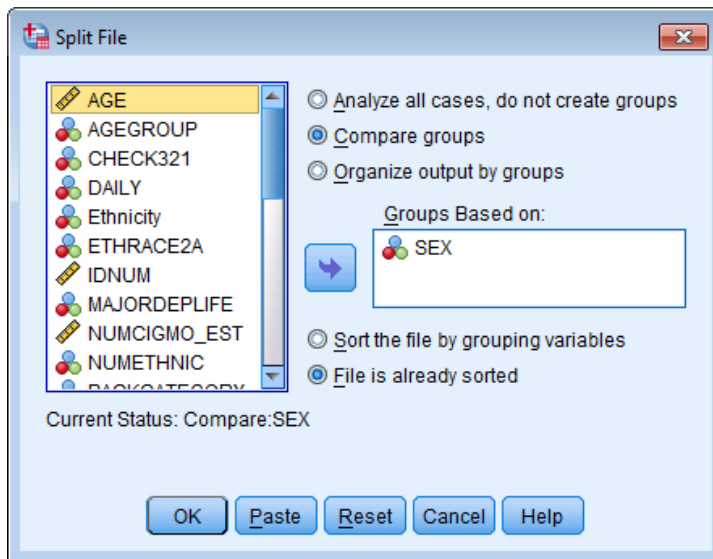 Split File
AGE
AGEGROUP
CHECK321
DAILY
Ethnicity
ETHRACE2A
IDNUM
MAJORDEPLIFE
NUMCIGMO_EST
NUMETHNIC
PACKCATEGORY
Analyze all cases, do not create groups
Compare groups
Organize output by groups
Groups Based on:
SEX
Sort the file by grouping variables
File is already sorted
Current Status: Compare:SEX
OK Paste Reset Cancel Help